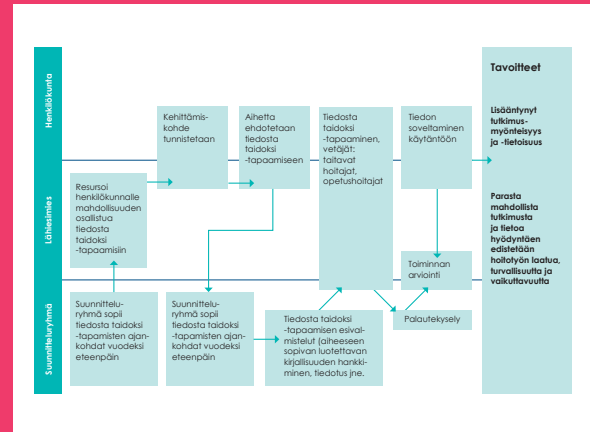 Henkilökunta
Kehittämis-
kohde
tunnistetaan
Aihetta
ehdotetaan
tiedosta
taidoksi
-tapaamiseen
Tiedosta
taidoksi
-tapaaminen,
vetäjät:
taitavat
hoitajat,
opetushoitajat
Tiedon
soveltaminen
käytäntöön
Lähiesimies
Resursoi
henkilökunnalle
mahdollisuuden
osallistua
tiedosta
taidoksi
-tapaamisiin
Toiminnan
arviointi
Suunnitteluryhmä
Suunnittelu-
ryhmä sopii
tiedosta taidoksi
-tapamisten ajan-
kohdat vuodeksi
eteenpäin
Suunnittelu-
ryhmä sopii
tiedosta taidoksi
-tapamisten ajan-
kohdat vuodeksi
eteenpäin
Tiedosta taidoksi
-tapaamisen esival-
mistelut (aiheeseen
sopivan luotettavan
kirjallisuuden hankki-
minen, tiedotus jne.
Palautekysely
Tavoitteet
Lisääntynyt
tutkimus-
myönteisyys
ja -tietoisuus
Parasta
mahdollista
tutkimusta
ja tietoa
hyödyntäen
edistetään
hoitotyön laatua,
turvallisuutta ja
vaikuttavuutta